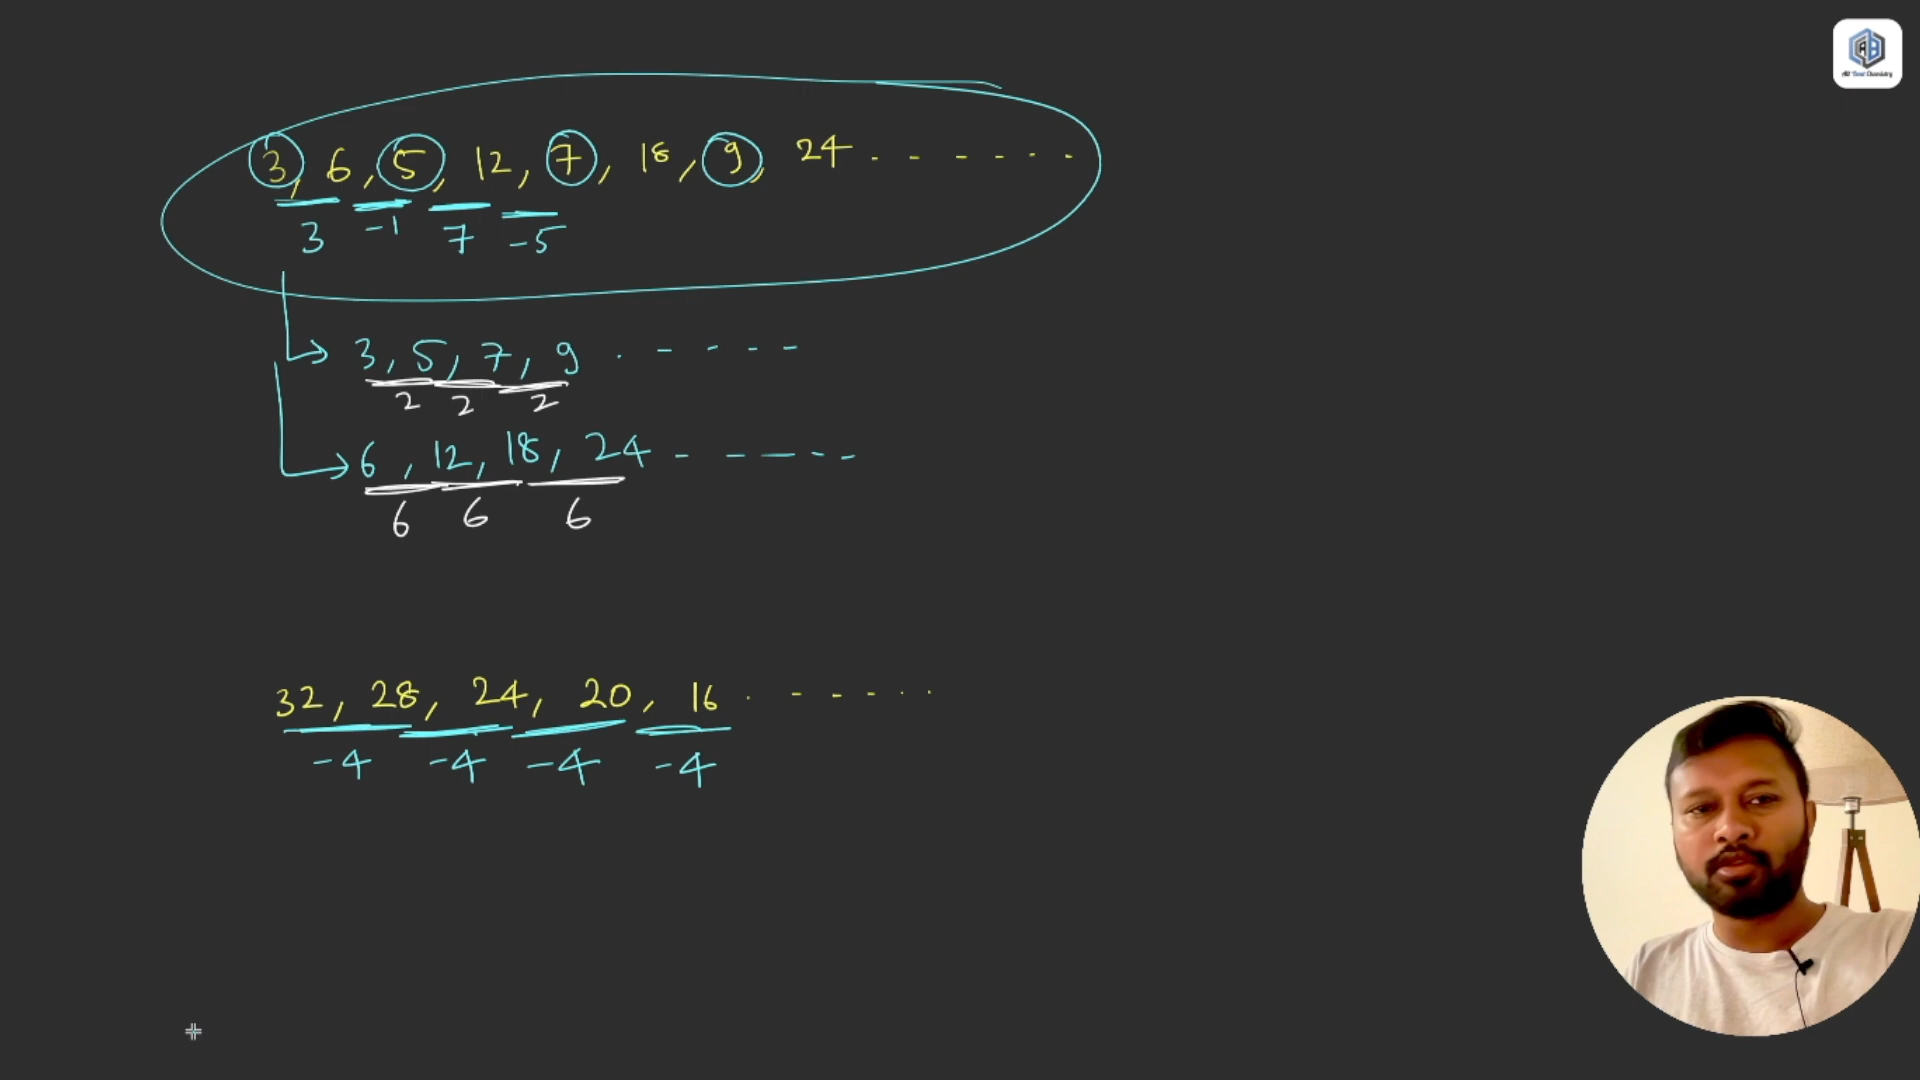 3, 6, 5, 12, 7, 18, 9, 24 . - - - - - -
3 -1 7 -5
3, 5, 7, 9 . - - - -
2 2 2
6, 12, 18, 24 - - - - -
6 6 6
32, 28, 24, 20, 16 . - - - . .
-4 -4 -4 -4